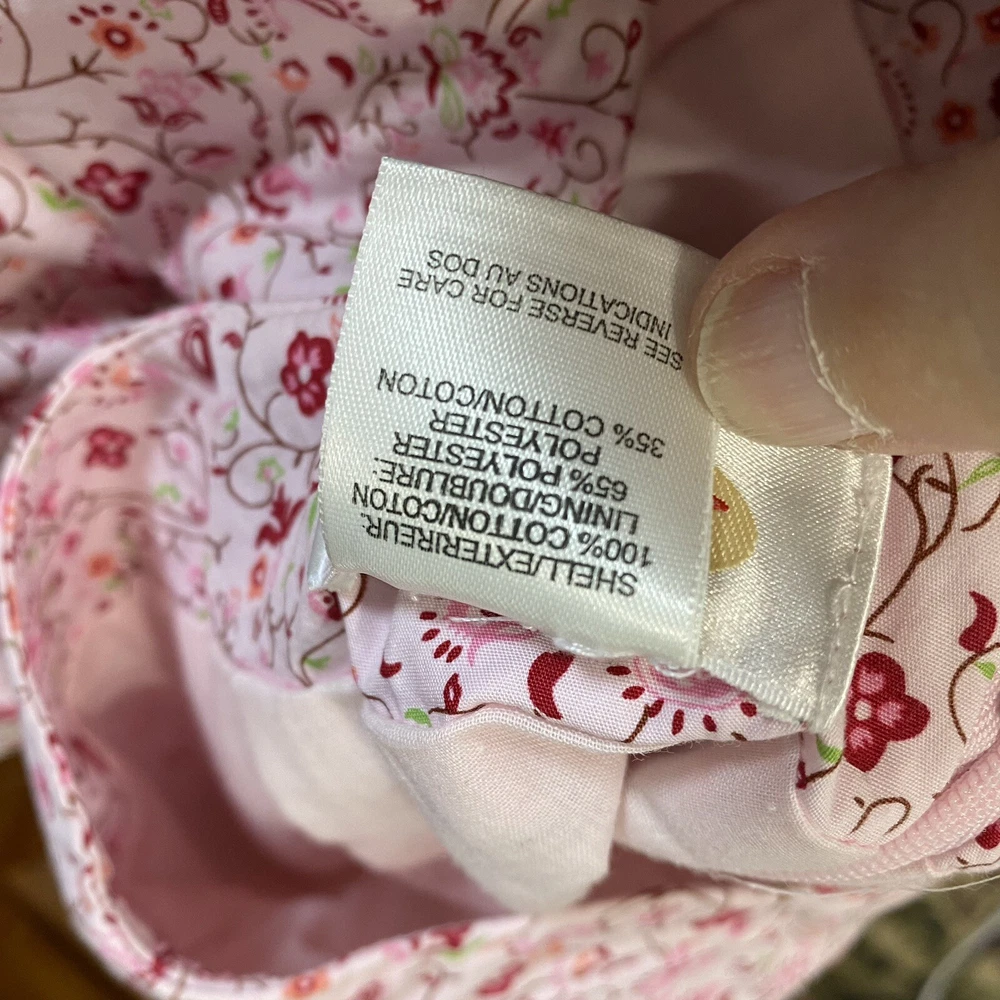 SHELL/EXTERIEUR:
100% COTTON/COTON
LINING/DOUBLURE:
65% POLYESTER
POLYESTER
35% COTTON/COTON
SEE REVERSE FOR CARE
INDICATIONS AU DOS